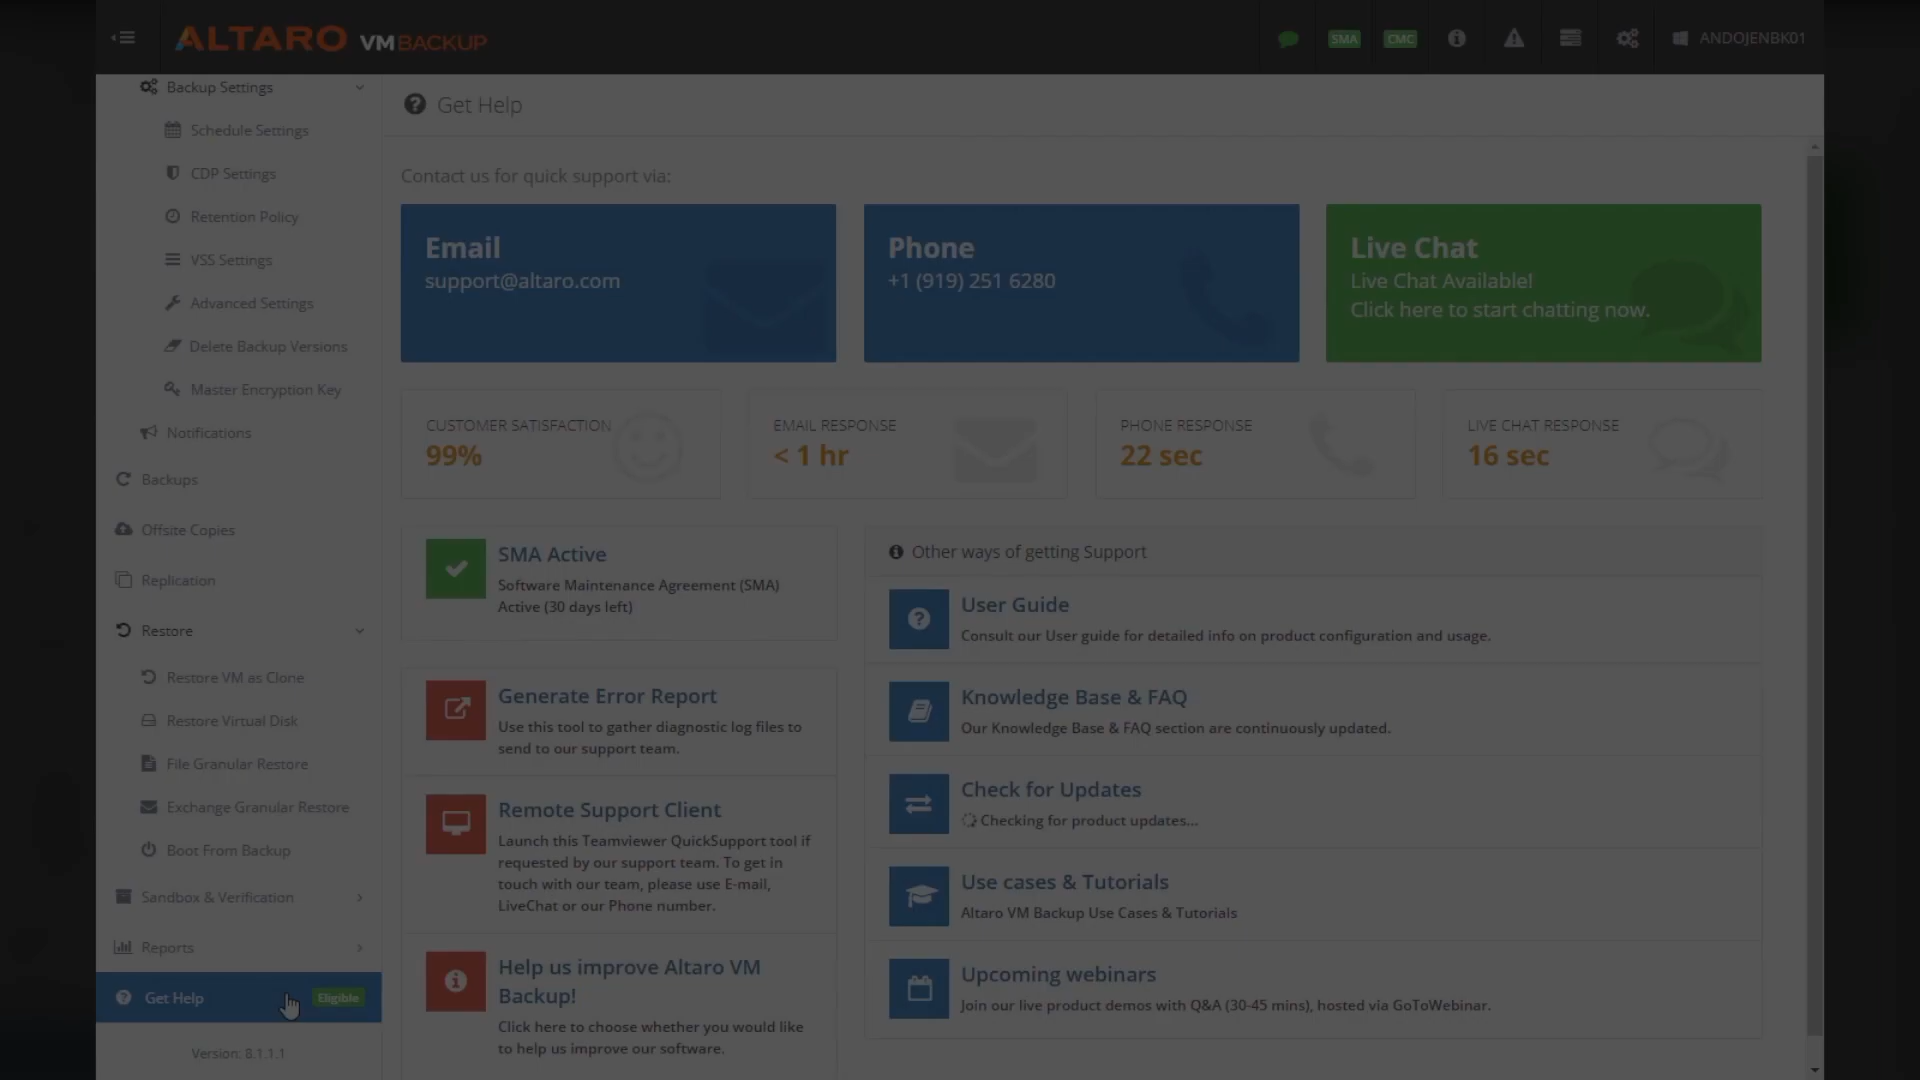 ALTARO VM BACKUP
SMA
CMC
ANDOJENBK01
Backup Settings
Schedule Settings
CDP Settings
Retention Policy
VSS Settings
Advanced Settings
Delete Backup Versions
Master Encryption Key
Notifications
Backups
Offsite Copies
Replication
Restore
Restore VM as Clone
Restore Virtual Disk
File Granular Restore
Exchange Granular Restore
Boot From Backup
Sandbox & Verification
Reports
Get Help
Eligible
Version: 8.1.1.1
Get Help
Contact us for quick support via:
Email
support@altaro.com
Phone
+1 (919) 251 6280
Live Chat
Live Chat Available!
Click here to start chatting now.
CUSTOMER SATISFACTION
99%
EMAIL RESPONSE
< 1 hr
PHONE RESPONSE
22 sec
LIVE CHAT RESPONSE
16 sec
SMA Active
Software Maintenance Agreement (SMA)
Active (30 days left)
Generate Error Report
Use this tool to gather diagnostic log files to
send to our support team.
Remote Support Client
Launch this Teamviewer QuickSupport tool if
requested by our support team. To get in
touch with our team, please use E-mail,
LiveChat or our Phone number.
Help us improve Altaro VM
Backup!
Click here to choose whether you would like
to help us improve our software.
Other ways of getting Support
User Guide
Consult our User guide for detailed info on product configuration and usage.
Knowledge Base & FAQ
Our Knowledge Base & FAQ section are continuously updated.
Check for Updates
Checking for product updates...
Use cases & Tutorials
Altaro VM Backup Use Cases & Tutorials
Upcoming webinars
Join our live product demos with Q&A (30-45 mins), hosted via GoToWebinar.